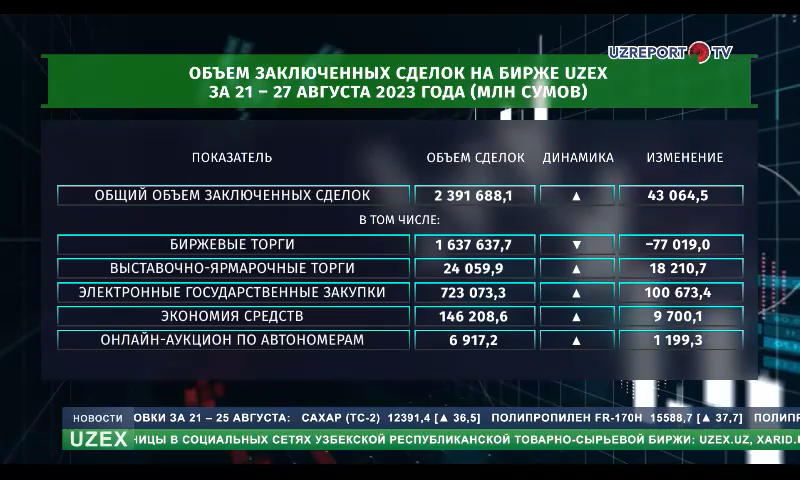 UZREPORT TV
ОБЪЕМ ЗАКЛЮЧЕННЫХ СДЕЛОК НА БИРЖЕ UZEX
ЗА 21 – 27 АВГУСТА 2023 ГОДА (МЛН СУМОВ)
ПОКАЗАТЕЛЬ ОБЪЕМ СДЕЛОК ДИНАМИКА ИЗМЕНЕНИЕ
ОБЩИЙ ОБЪЕМ ЗАКЛЮЧЕННЫХ СДЕЛОК 2 391 688,1 ▲ 43 064,5
В ТОМ ЧИСЛЕ:
БИРЖЕВЫЕ ТОРГИ 1 637 637,7 ▼ –77 019,0
ВЫСТАВОЧНО-ЯРМАРОЧНЫЕ ТОРГИ 24 059,9 ▲ 18 210,7
ЭЛЕКТРОННЫЕ ГОСУДАРСТВЕННЫЕ ЗАКУПКИ 723 073,3 ▲ 100 673,4
ЭКОНОМИЯ СРЕДСТВ 146 208,6 ▲ 9 700,1
ОНЛАЙН-АУКЦИОН ПО АВТОНОМЕРАМ 6 917,2 ▲ 1 199,3
НОВОСТИ ОВКИ ЗА 21 – 25 АВГУСТА: САХАР (ТС-2) 12391,4 [▲ 36,5] ПОЛИПРОПИЛЕН FR-170H 15588,7 [▲ 37,7] ПОЛИПР
UZEX НИЦЫ В СОЦИАЛЬНЫХ СЕТЯХ УЗБЕКСКОЙ РЕСПУБЛИКАНСКОЙ ТОВАРНО-СЫРЬЕВОЙ БИРЖИ: UZEX.UZ, XARID.